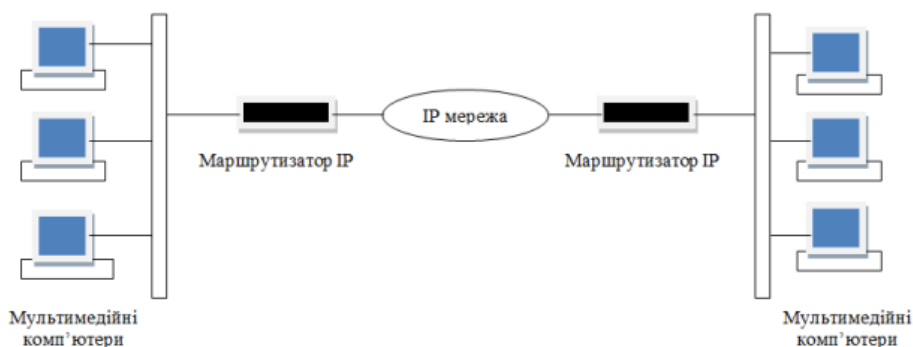 IP мережа
Маршрутизатор IP
Маршрутизатор IP
Мультимедійні
комп’ютери
Мультимедійні
комп’ютери